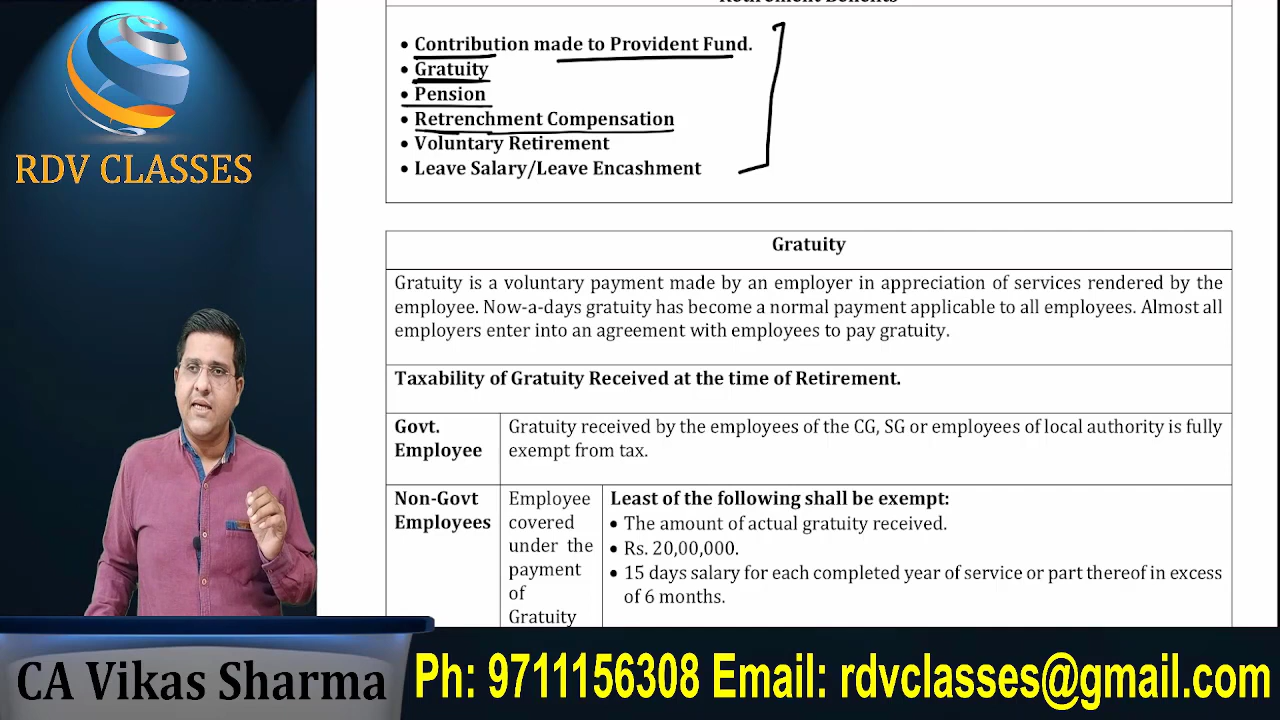 Retirement Benefits
• Contribution made to Provident Fund.
• Gratuity
• Pension
• Retrenchment Compensation
• Voluntary Retirement
• Leave Salary/Leave Encashment
RDV CLASSES
Gratuity
Gratuity is a voluntary payment made by an employer in appreciation of services rendered by the
employee. Now-a-days gratuity has become a normal payment applicable to all employees. Almost all
employers enter into an agreement with employees to pay gratuity.
Taxability of Gratuity Received at the time of Retirement.
Govt.
Employee
Gratuity received by the employees of the CG, SG or employees of local authority is fully
exempt from tax.
Non-Govt
Employees
Employee
covered
under the
payment
of
Gratuity
Least of the following shall be exempt:
• The amount of actual gratuity received.
• Rs. 20,00,000.
• 15 days salary for each completed year of service or part thereof in excess
of 6 months.
CA Vikas Sharma
Ph: 9711156308 Email: rdvclasses@gmail.com